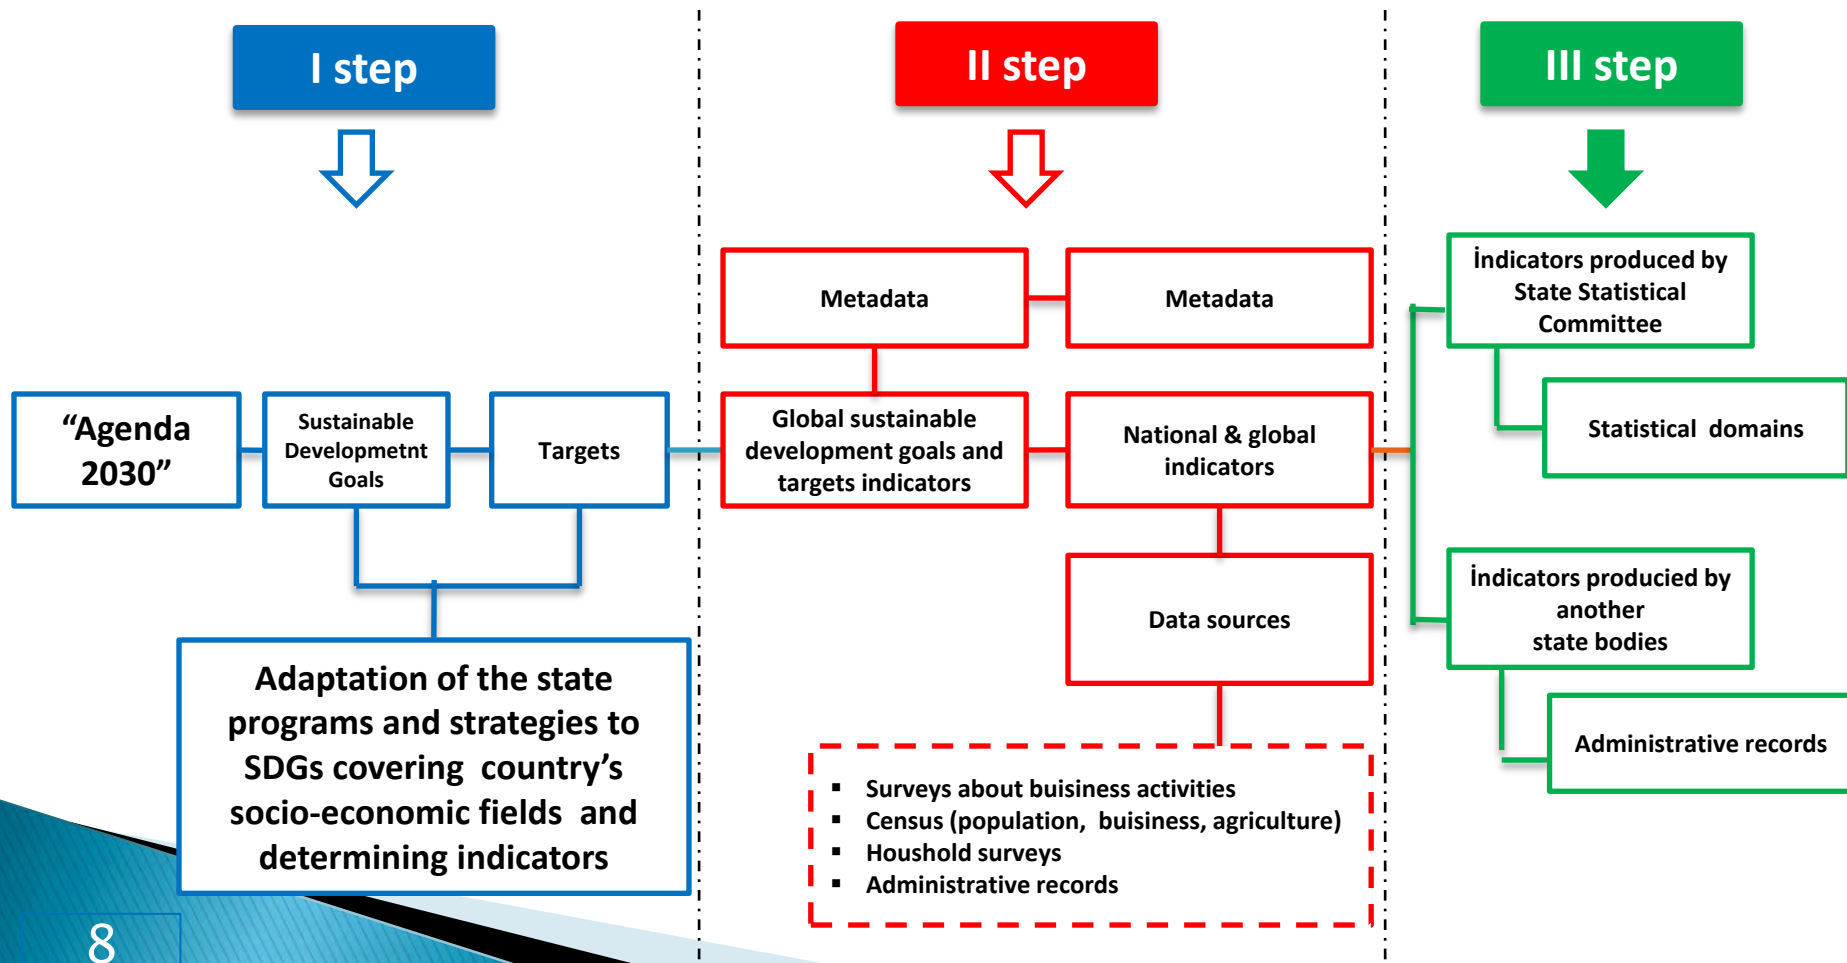 I step
II step
III step
“Agenda
2030”
Sustainable
Developmetnt
Goals
Targets
Adaptation of the state
programs and strategies to
SDGs covering country’s
socio-economic fields and
determining indicators
Metadata
Metadata
Global sustainable
development goals and
targets indicators
National & global
indicators
Data sources
▪ Surveys about buisiness activities
▪ Census (population, buisiness, agriculture)
▪ Houshold surveys
▪ Administrative records
İndicators produced by
State Statistical
Committee
Statistical domains
İndicators producied by
another
state bodies
Administrative records
8